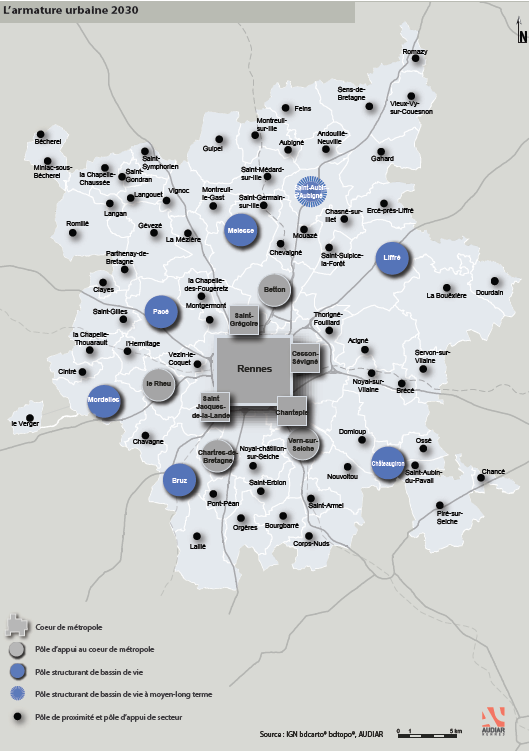 L'armature urbaine 2030
N
Romazy
Sens-de-
Bretagne
Vieux-Vy-
sur-Couesnon
Feins
Montreuil-
sur-Ille
Bécherel
Guipel
Aubigné
Andouillé-
Neuville
Gahard
Miniac-sous-
Bécherel
Saint-
Symphorien
la Chapelle-
Chaussée
Saint-
Gondran
Saint-Médard-
sur-Ille
Saint-Aubin
d'Aubigné
Langouet
Vignoc
Montreuil-
le-Gast
Saint-Germain-
sur-Ille
Langan
Chasné-sur-
Illet
Ercé-près-Liffré
Romillé
Gévezé
La Mézière
Melesse
Mouazé
Chevaigné
Saint-Sulpice-
la-Forêt
Liffré
Parthenay-de-
Bretagne
Clayes
la Chapelle-
des-Fougeretz
Betton
La Bouëxière
Dourdain
Saint-Gilles
Pacé
Montgermont
Saint-
Grégoire
Thorigné-
Fouillard
la Chapelle-
Thouarault
l'Hermitage
Vezin-le-
Coquet
Rennes
Cesson-
Sévigné
Acigné
Servon-sur-
Vilaine
Cintré
le Rheu
Noyal-sur-
Vilaine
Brécé
Mordelles
Saint
Jacques-
de-la-Lande
Chantepie
le Verger
Chavagne
Chartres-de-
Bretagne
Noyal-châtillon-
sur-Seiche
Vern-sur-
Seiche
Domloup
Ossé
Châteaugiron
Saint-Aubin-
du-Pavail
Chancé
Bruz
Saint-Erblon
Nouvoitou
Pont-Péan
Saint-Armel
Piré-sur-
Seiche
Orgères
Bourgbarré
Laillé
Corps-Nuds
Coeur de métropole
Pôle d'appui au coeur de métropole
Pôle structurant de bassin de vie
Pôle structurant de bassin de vie à moyen-long terme
Pôle de proximité et pôle d'appui de secteur
Source : IGN bdcarto® bdtopo®, AUDIAR
0 1 5 km
AUDIAR
RENNES